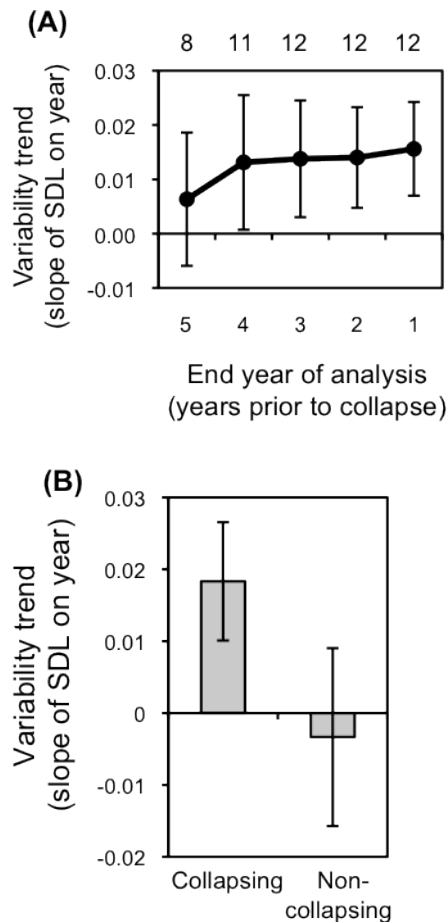 (A)
8 11 12 12 12
0.03
0.02
0.01
0.00
-0.01
Variability trend
(slope of SDL on year)
5 4 3 2 1
End year of analysis
(years prior to collapse)
(B)
0.03
0.02
0.01
0
-0.01
-0.02
Variability trend
(slope of SDL on year)
Collapsing Non-
collapsing